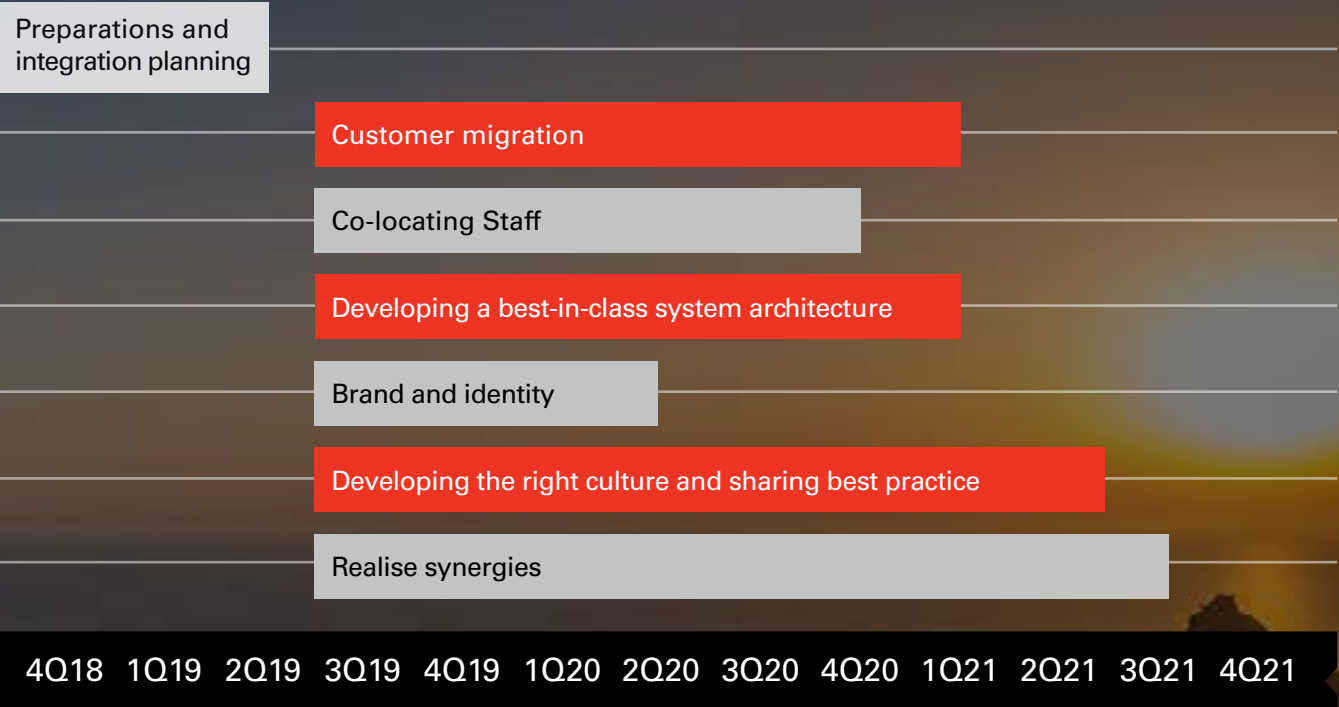 Preparations and
integration planning
Customer migration
Co-locating Staff
Developing a best-in-class system architecture
Brand and identity
Developing the right culture and sharing best practice
Realise synergies
4Q18 1Q19 2Q19 3Q19 4Q19 1Q20 2Q20 3Q20 4Q20 1Q21 2Q21 3Q21 4Q21